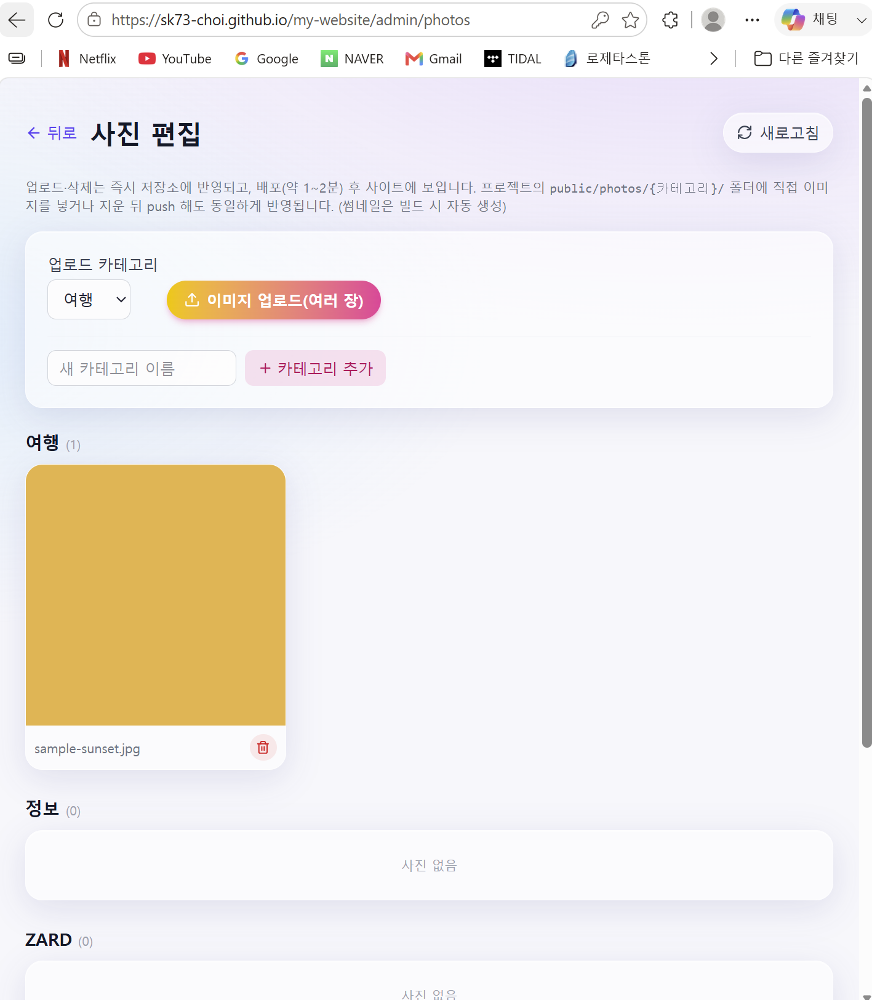 https://sk73-choi.github.io/my-website/admin/photos
채팅
Netflix
YouTube
Google
NAVER
Gmail
TIDAL
로제타스톤
다른 즐겨찾기
← 뒤로
사진 편집
새로고침
업로드·삭제는 즉시 저장소에 반영되고, 배포(약 1~2분) 후 사이트에 보입니다. 프로젝트의 public/photos/{카테고리}/ 폴더에 직접 이미
지를 넣거나 지운 뒤 push 해도 동일하게 반영됩니다. (썸네일은 빌드 시 자동 생성)
업로드 카테고리
여행
이미지 업로드(여러 장)
새 카테고리 이름
+ 카테고리 추가
여행 (1)
sample-sunset.jpg
정보 (0)
사진 없음
ZARD (0)
사진 없음